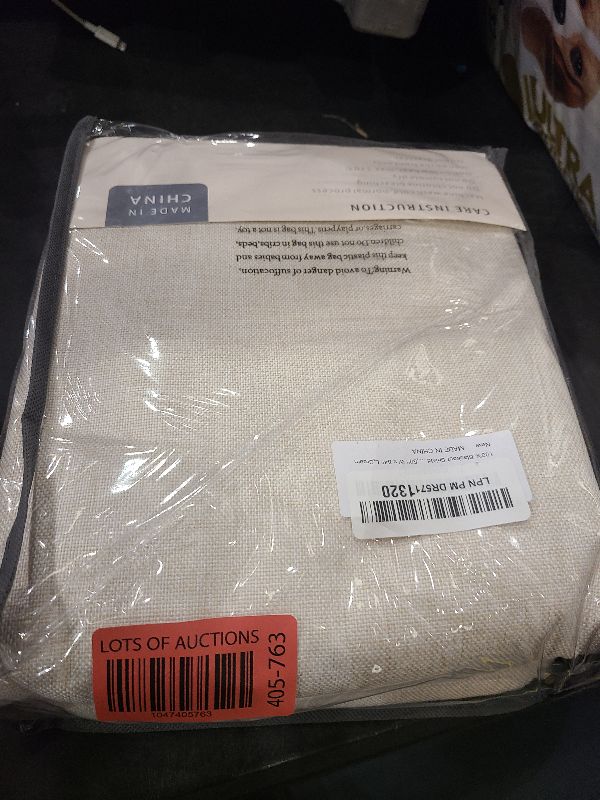 CARE INSTRUCTION
MADE IN
CHINA
Warning:To avoid danger of suffocation,
keep this plastic bag away from babies and
children.Do not use this bag in cribs, beds,
carriages, or playpens. This bag is not a toy.
LPN PM DR5711320
New
MADE IN CHINA
LOTS OF AUCTIONS
1047405763
405-763
ULTRA